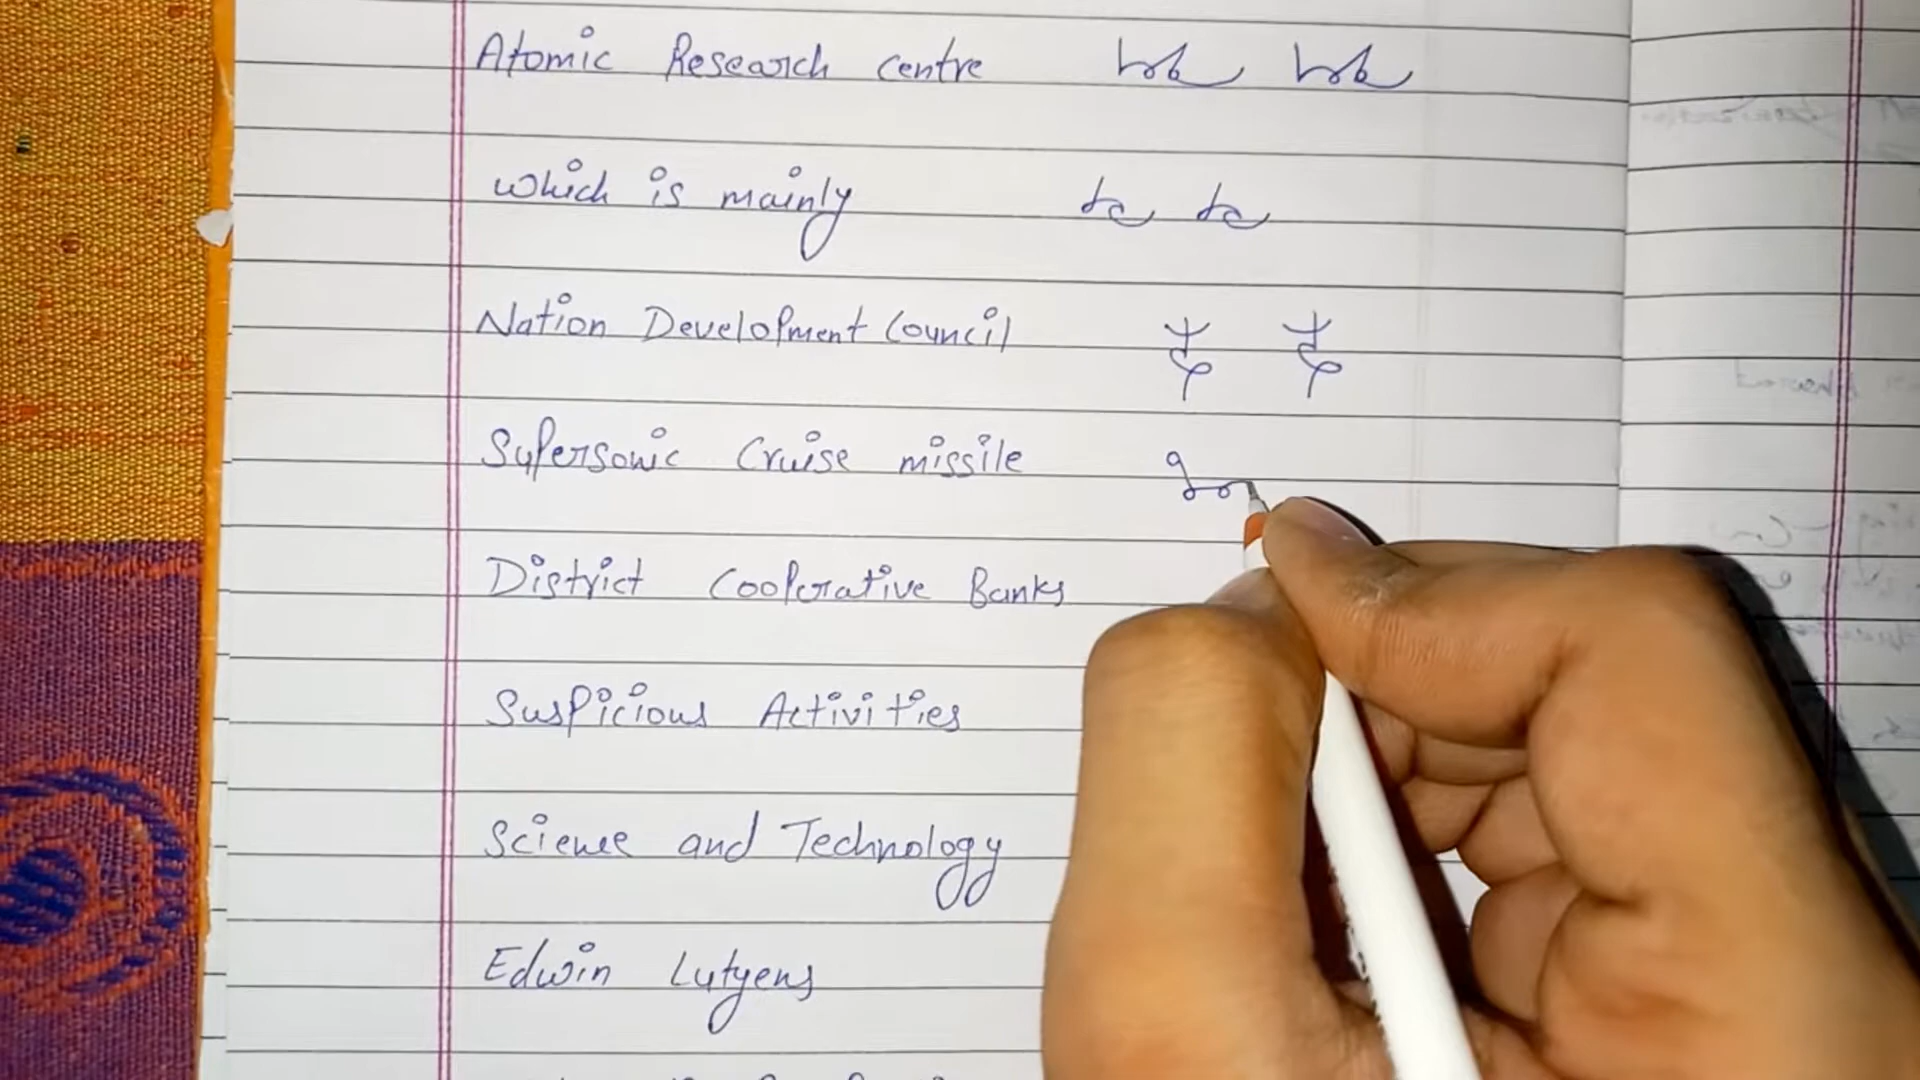 Atomic Research centre
which is mainly
Nation Development Council
Supersonic Cruise missile
District Cooperative Banks
Suspicious Activities
Science and Technology
Edwin Lutyens